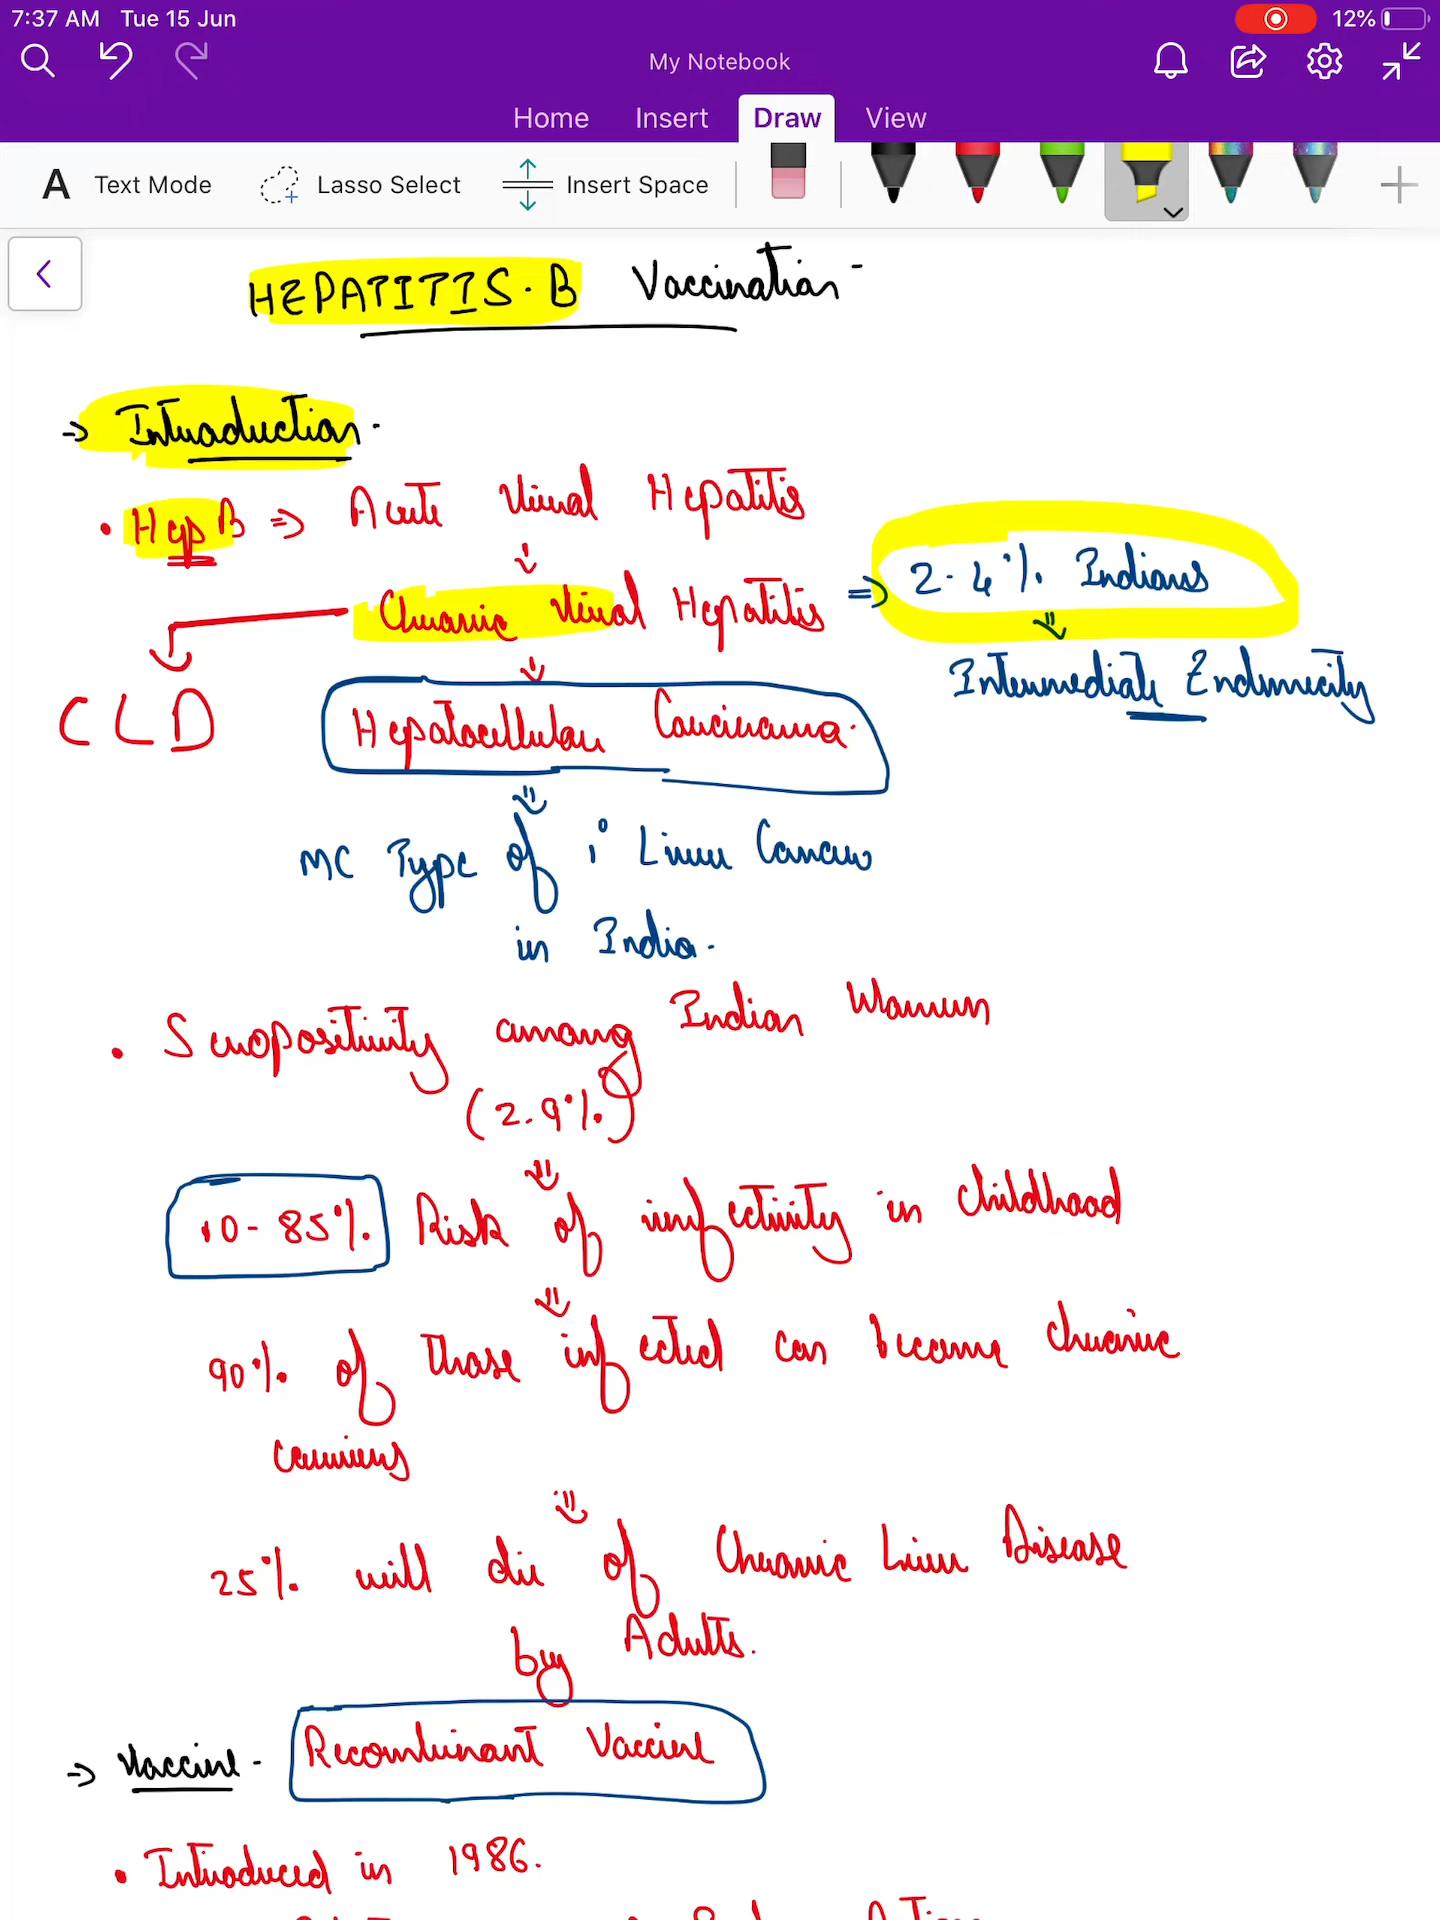 7:37 AM Tue 15 Jun 12%
My Notebook
Home Insert Draw View
A Text Mode Lasso Select Insert Space
HEPATITIS-B Vaccination-
⇒ Introduction-
• Hep B ⇒ Acute Viral Hepatitis
Chronic Viral Hepatitis ⇒ 2-4% Indians
Intermediate Endemicity
CLD Hepatocellular Carcinoma.
MC Type of 1° Liver Cancer
in India.
• Seropositivity among Indian Women
(2.9%)
10-85% Risk of infectivity in childhood
90% of those infected can become chronic
carriers
25% will die of Chronic Liver Disease
by Adults.
⇒ Vaccine- Recombinant Vaccine
• Introduced in 1986.